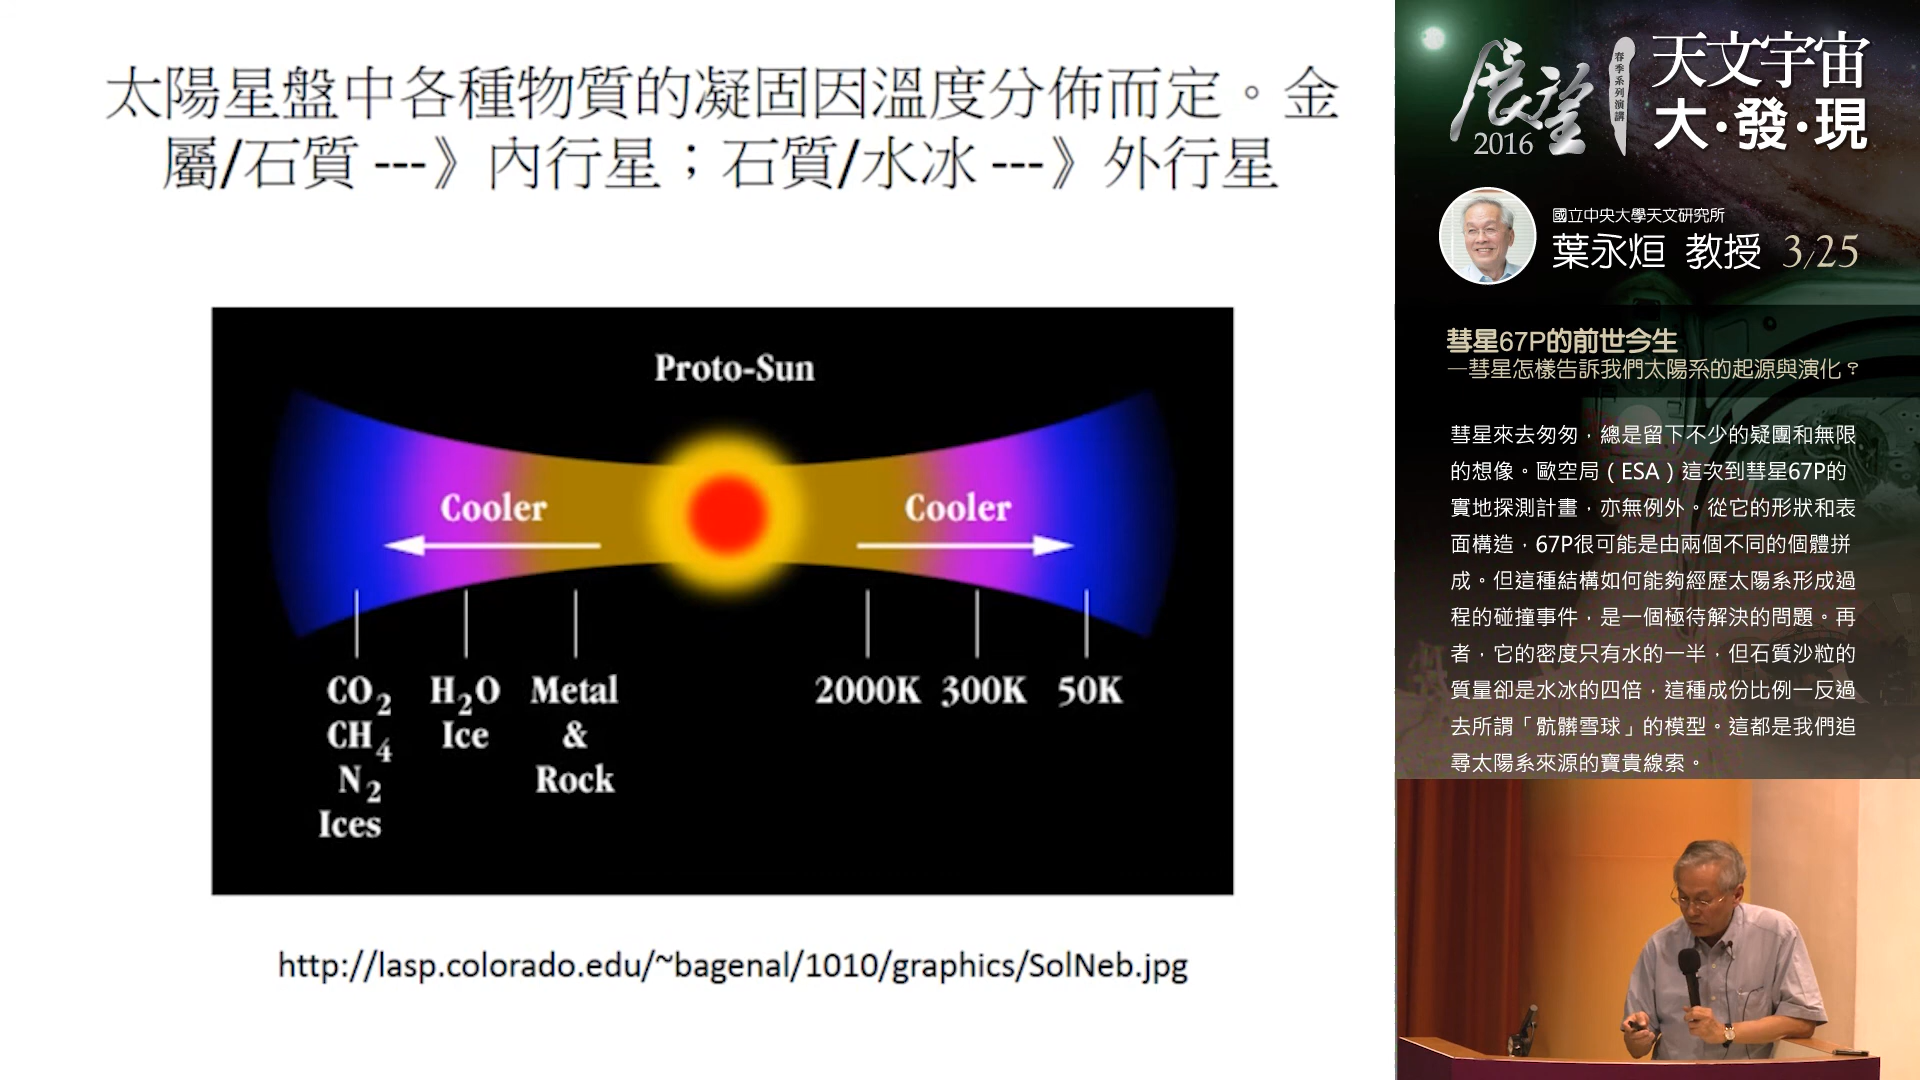 太陽星盤中各種物質的凝固因溫度分佈而定。金
屬/石質 ---》內行星；石質/水冰 ---》外行星
Proto-Sun
Cooler
Cooler
CO2
CH4
N2
Ices
H2O
Ice
Metal
&
Rock
2000K 300K 50K
http://lasp.colorado.edu/~bagenal/1010/graphics/SolNeb.jpg
展望
2016
春季系列演講
天文宇宙
大·發·現
國立中央大學天文研究所
葉永烜 教授 3/25
彗星67P的前世今生
—彗星怎樣告訴我們太陽系的起源與演化？
彗星來去匆匆，總是留下不少的疑團和無限
的想像。歐空局（ESA）這次到彗星67P的
實地探測計畫，亦無例外。從它的形狀和表
面構造，67P很可能是由兩個不同的個體拼
成。但這種結構如何能夠經歷太陽系形成過
程的碰撞事件，是一個極待解決的問題。再
者，它的密度只有水的一半，但石質沙粒的
質量卻是水冰的四倍，這種成份比例一反過
去所謂「骯髒雪球」的模型。這都是我們追
尋太陽系來源的寶貴線索。